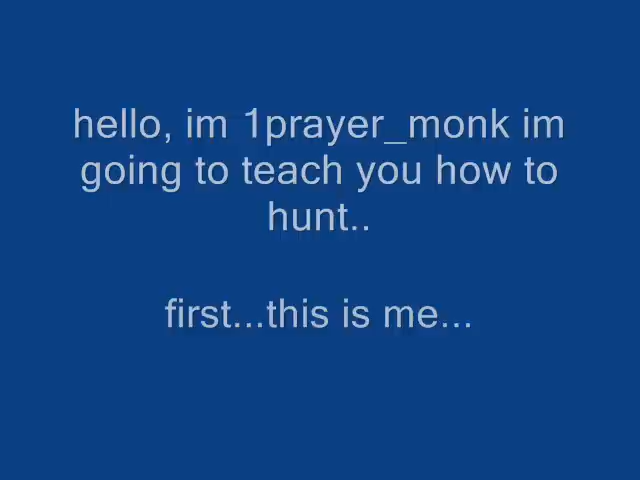 hello, im 1prayer_monk im
going to teach you how to
hunt..
first...this is me...